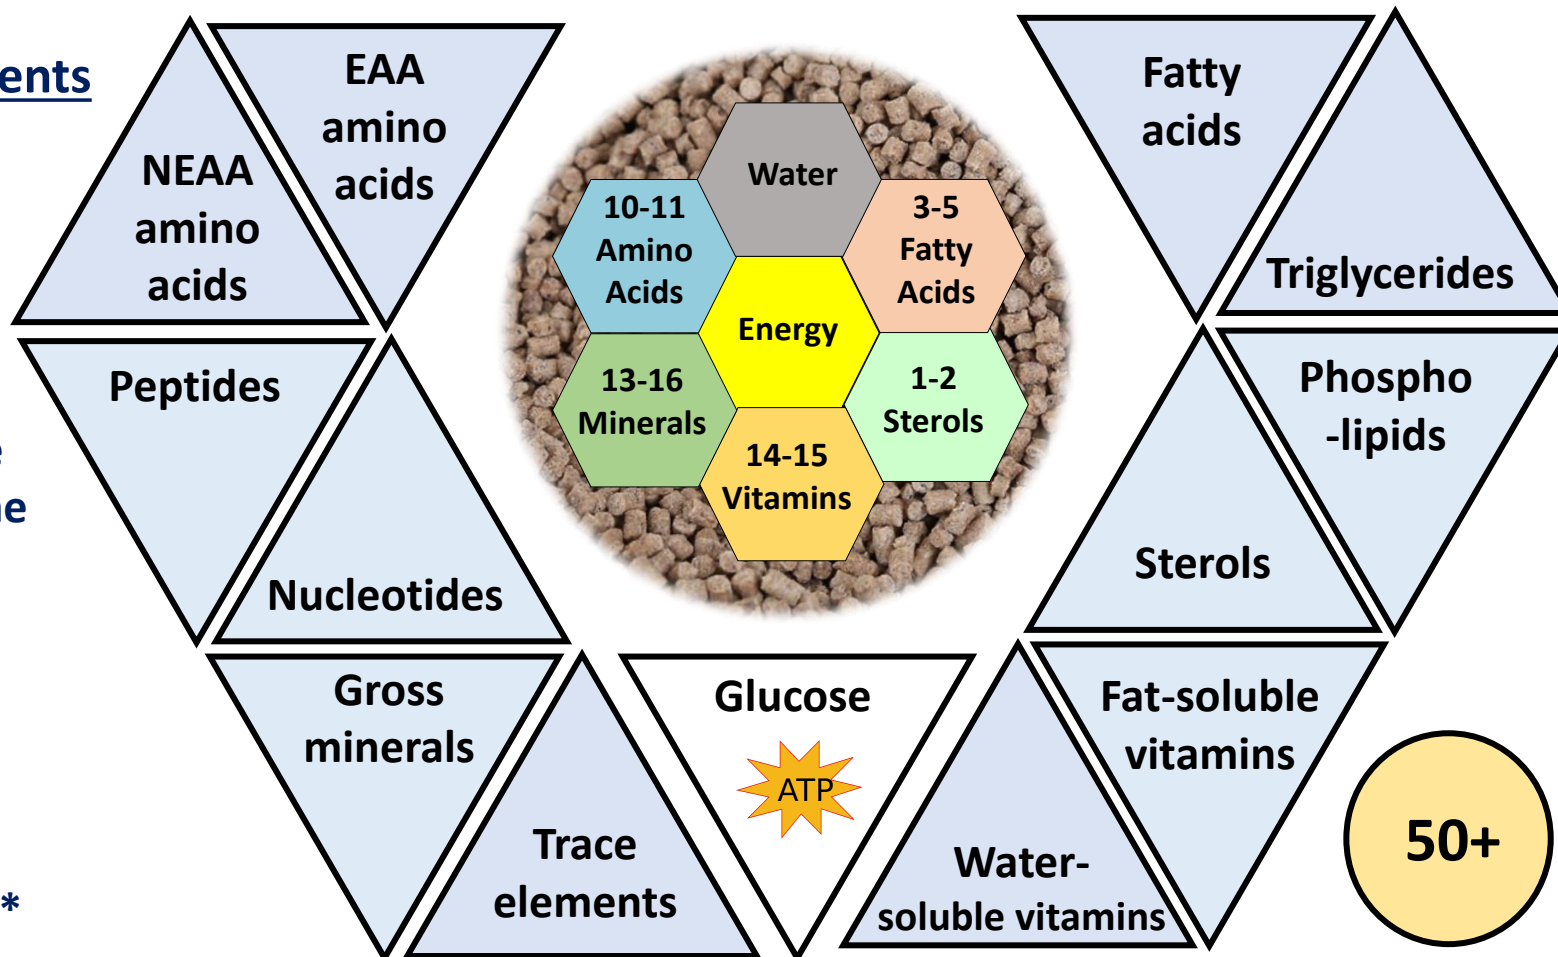 ents
NEAA
amino
acids
EAA
amino
acids
Peptides
Nucleotides
e
ne
*
Water
10-11
Amino
Acids
3-5
Fatty
Acids
Energy
13-16
Minerals
1-2
Sterols
14-15
Vitamins
Fatty
acids
Triglycerides
Phospho
-lipids
Sterols
Gross
minerals
Trace
elements
Glucose
ATP
Water-
soluble vitamins
Fat-soluble
vitamins
50+